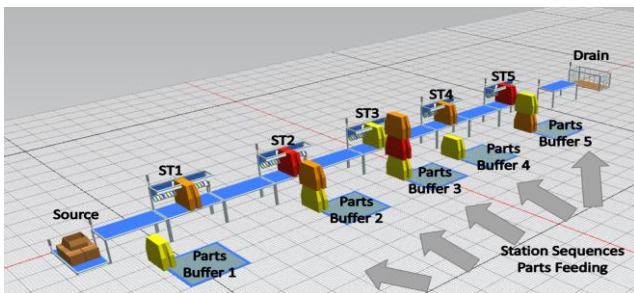 Drain
ST5
ST4
ST3
ST2
ST1
Source
Parts
Buffer 1
Parts
Buffer 2
Parts
Buffer 3
Parts
Buffer 4
Parts
Buffer 5
Station Sequences
Parts Feeding